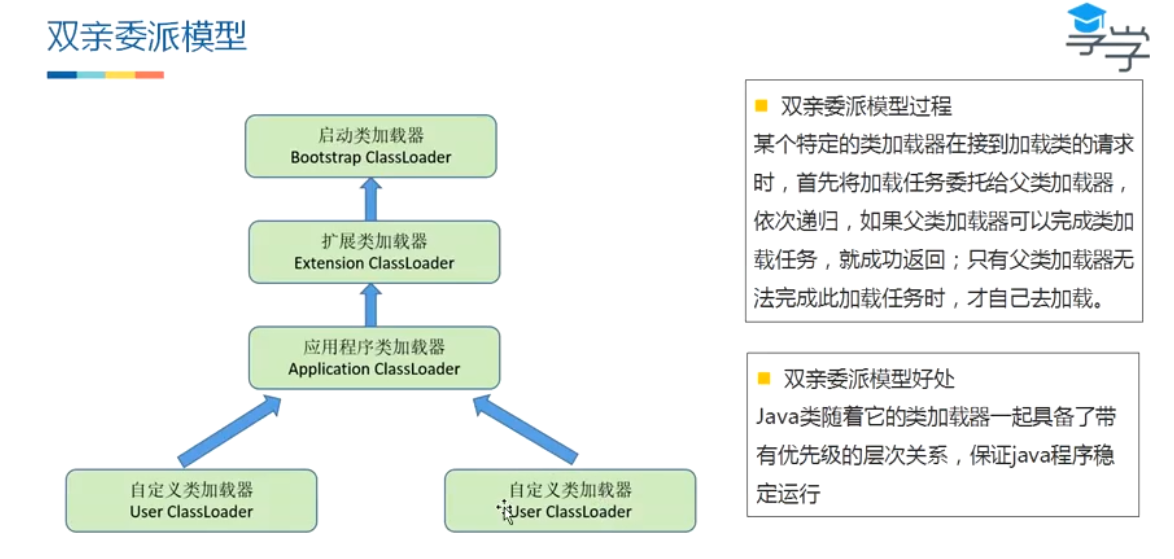 双亲委派模型
享学
启动类加载器
Bootstrap ClassLoader
扩展类加载器
Extension ClassLoader
应用程序类加载器
Application ClassLoader
自定义类加载器
User ClassLoader
自定义类加载器
User ClassLoader
双亲委派模型过程
某个特定的类加载器在接到加载类的请求
时，首先将加载任务委托给父类加载器，
依次递归，如果父类加载器可以完成类加
载任务，就成功返回；只有父类加载器无
法完成此加载任务时，才自己去加载。
双亲委派模型好处
Java类随着它的类加载器一起具备了带
有优先级的层次关系，保证java程序稳
定运行